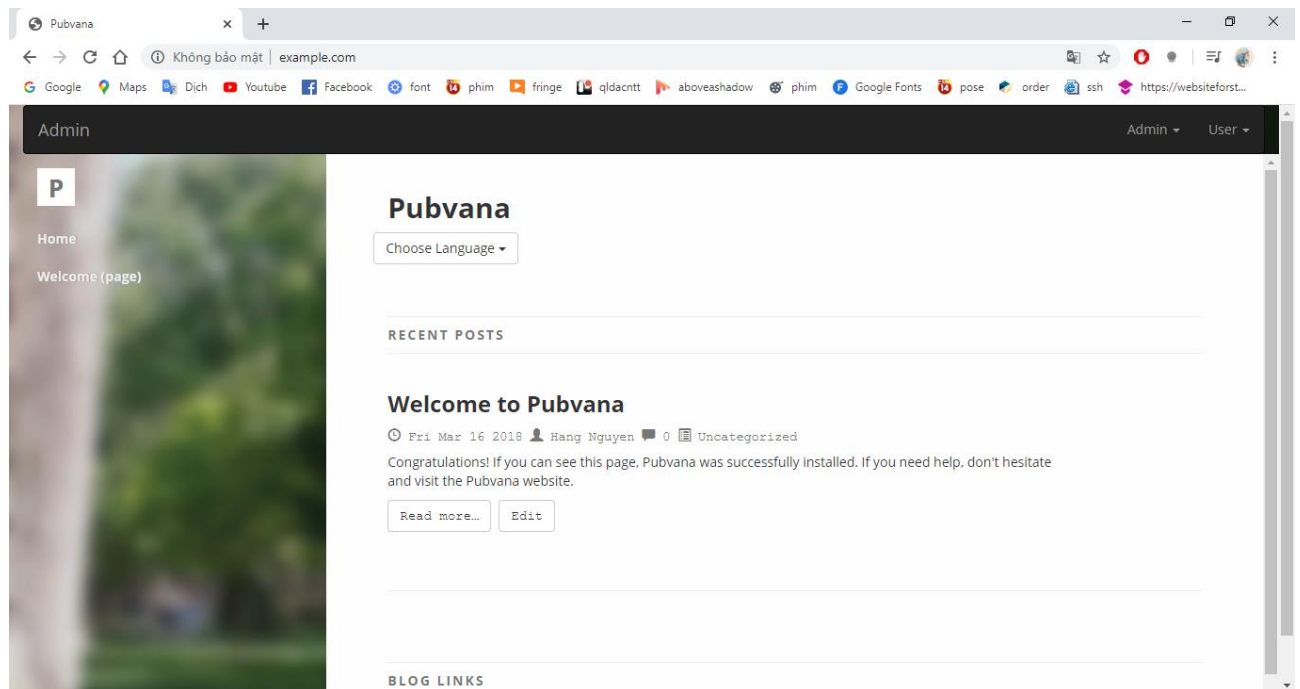 Pubvana
Không bảo mật | example.com
Google Maps Dịch Youtube Facebook font phim fringe qldacntt aboveashadow phim Google Fonts pose order ssh https://websiteforst...
Admin Admin User
P
Home
Welcome (page)
Pubvana
Choose Language
RECENT POSTS
Welcome to Pubvana
Fri Mar 16 2018 Hang Nguyen 0 Uncategorized
Congratulations! If you can see this page, Pubvana was successfully installed. If you need help, don't hesitate
and visit the Pubvana website.
Read more… Edit
BLOG LINKS